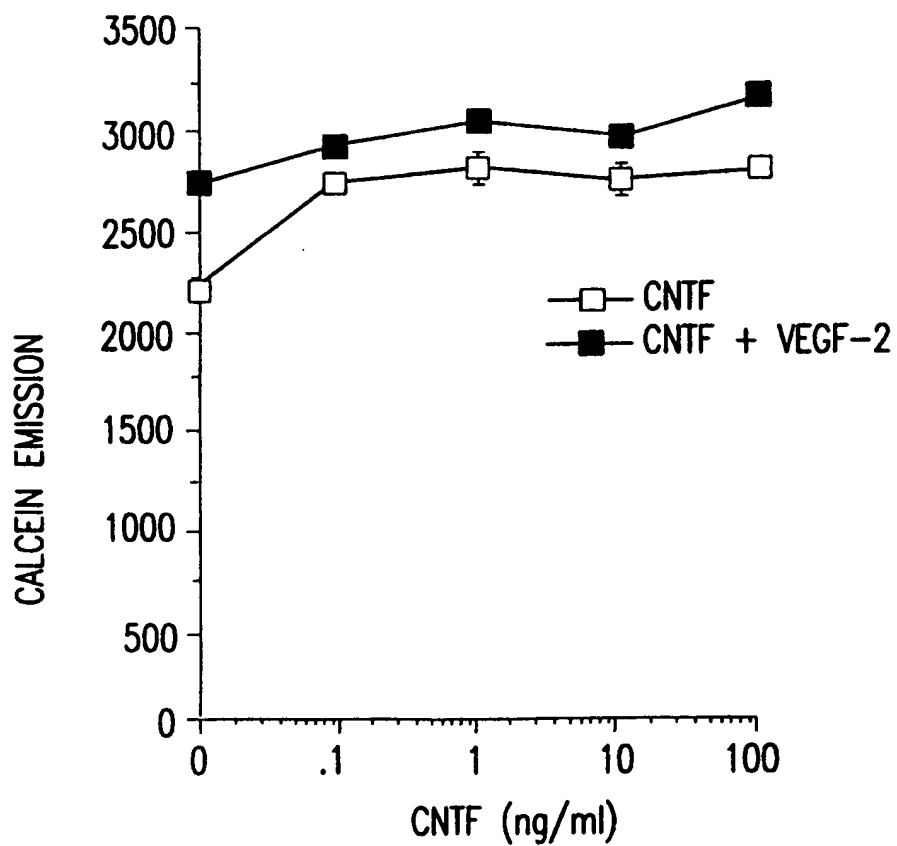 3500
3000
2500
2000
1500
1000
500
0
CALCEIN EMISSION
CNTF
CNTF + VEGF-2
0 .1 1 10 100
CNTF (ng/ml)